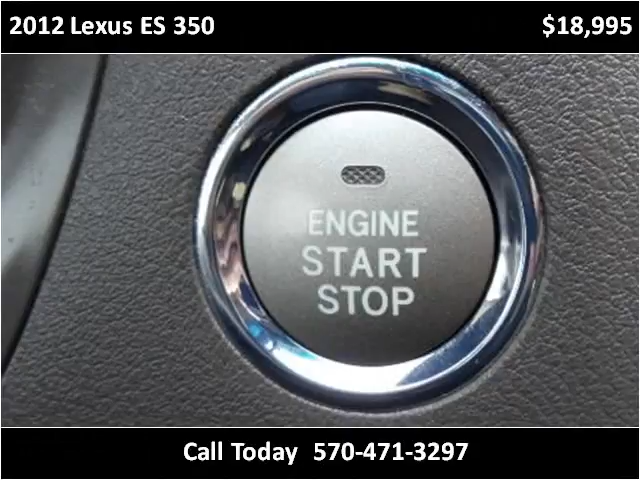 2012 Lexus ES 350
$18,995
ENGINE
START
STOP
Call Today 570-471-3297